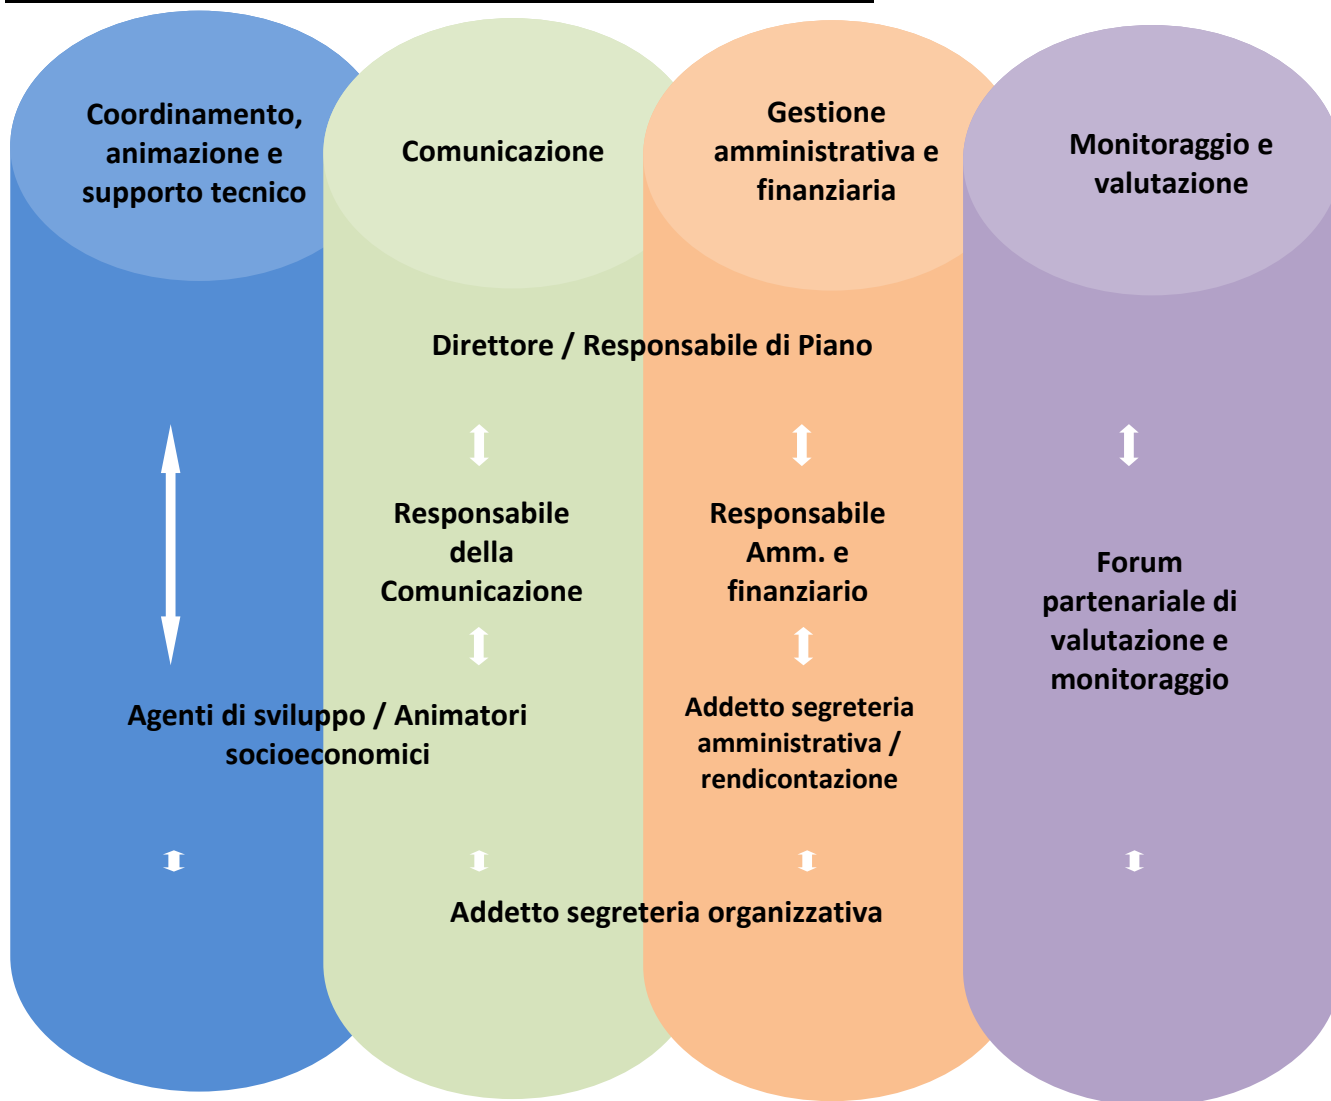 Coordinamento,
animazione e
supporto tecnico
Comunicazione
Gestione
amministrativa e
finanziaria
Monitoraggio e
valutazione
Direttore / Responsabile di Piano
Responsabile
della
Comunicazione
Responsabile
Amm. e
finanziario
Forum
partenariale di
valutazione e
monitoraggio
Agenti di sviluppo / Animatori
socioeconomici
Addetto segreteria
amministrativa /
rendicontazione
Addetto segreteria organizzativa